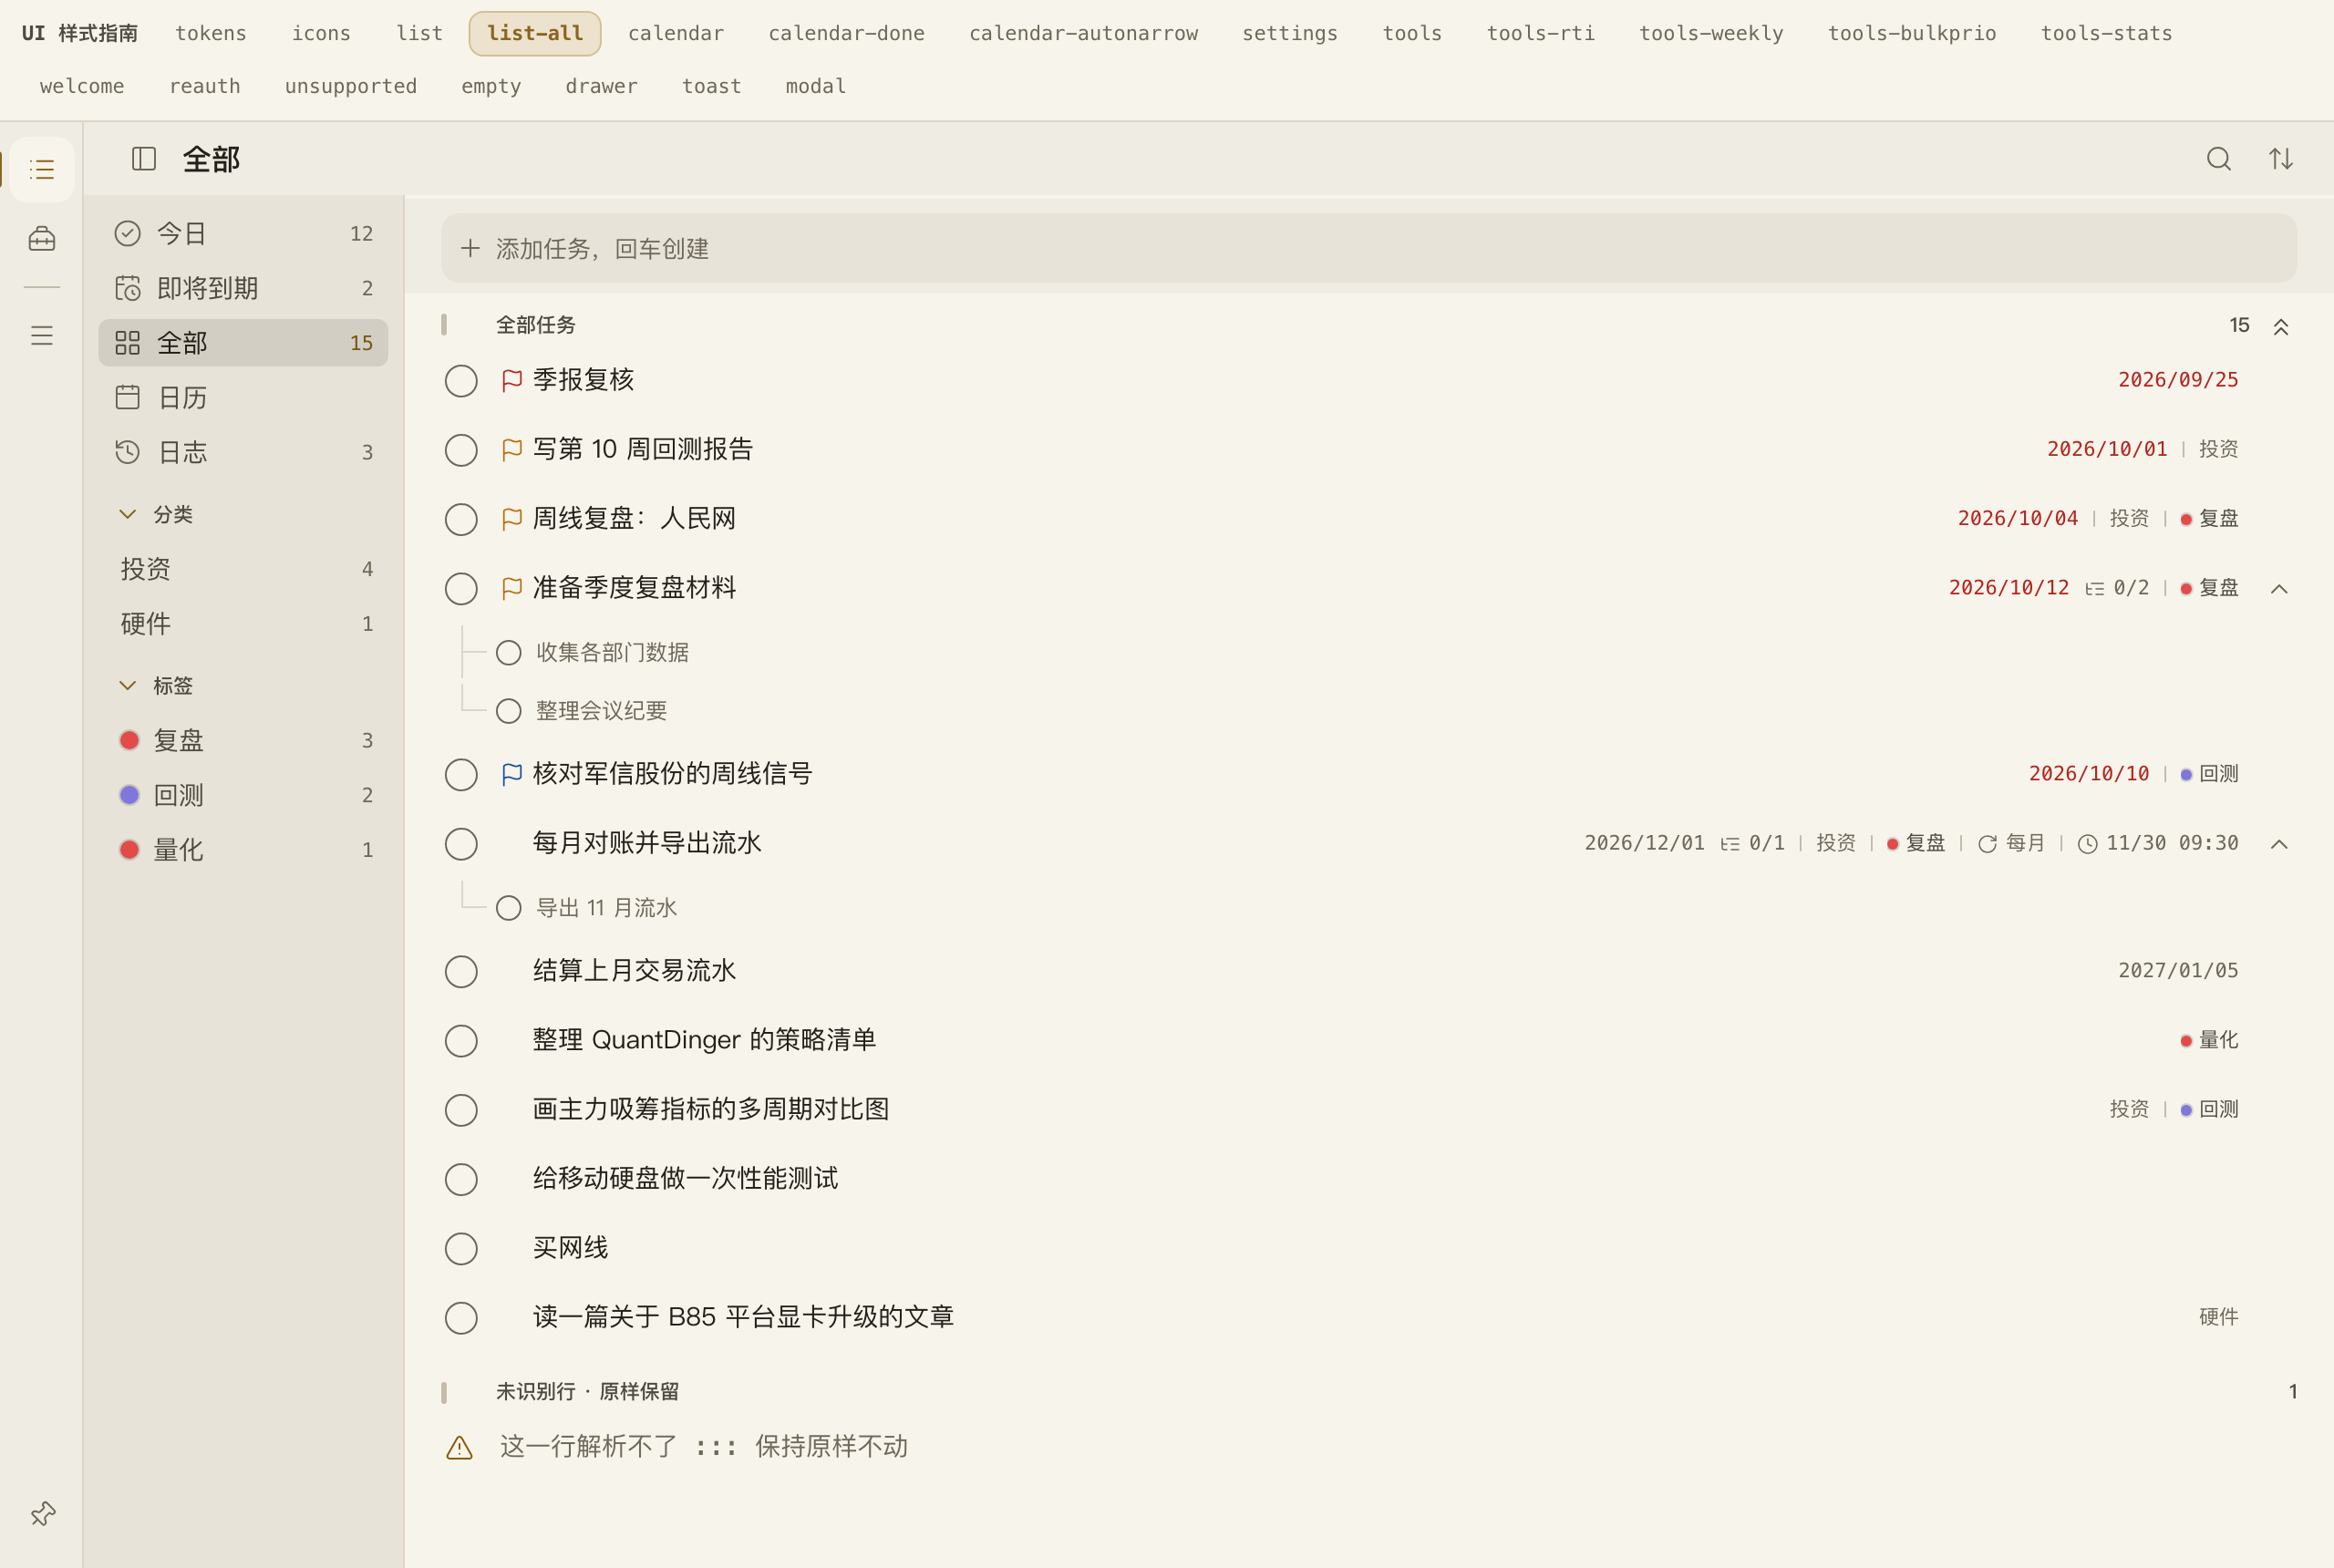 UI 样式指南 tokens icons list list-all calendar calendar-done calendar-autonarrow settings tools tools-rti tools-weekly tools-bulkprio tools-stats
welcome reauth unsupported empty drawer toast modal
全部
今日 12
即将到期 2
全部 15
日历
日志 3
分类
投资 4
硬件 1
标签
复盘 3
回测 2
量化 1
添加任务，回车创建
全部任务 15
季报复核 2026/09/25
写第 10 周回测报告 2026/10/01 | 投资
周线复盘：人民网 2026/10/04 | 投资 | 复盘
准备季度复盘材料 2026/10/12 0/2 | 复盘
收集各部门数据
整理会议纪要
核对军信股份的周线信号 2026/10/10 | 回测
每月对账并导出流水 2026/12/01 0/1 | 投资 | 复盘 | 每月 | 11/30 09:30
导出 11 月流水
结算上月交易流水 2027/01/05
整理 QuantDinger 的策略清单 量化
画主力吸筹指标的多周期对比图 投资 | 回测
给移动硬盘做一次性能测试
买网线
读一篇关于 B85 平台显卡升级的文章 硬件
未识别行 · 原样保留 1
这一行解析不了 ::: 保持原样不动